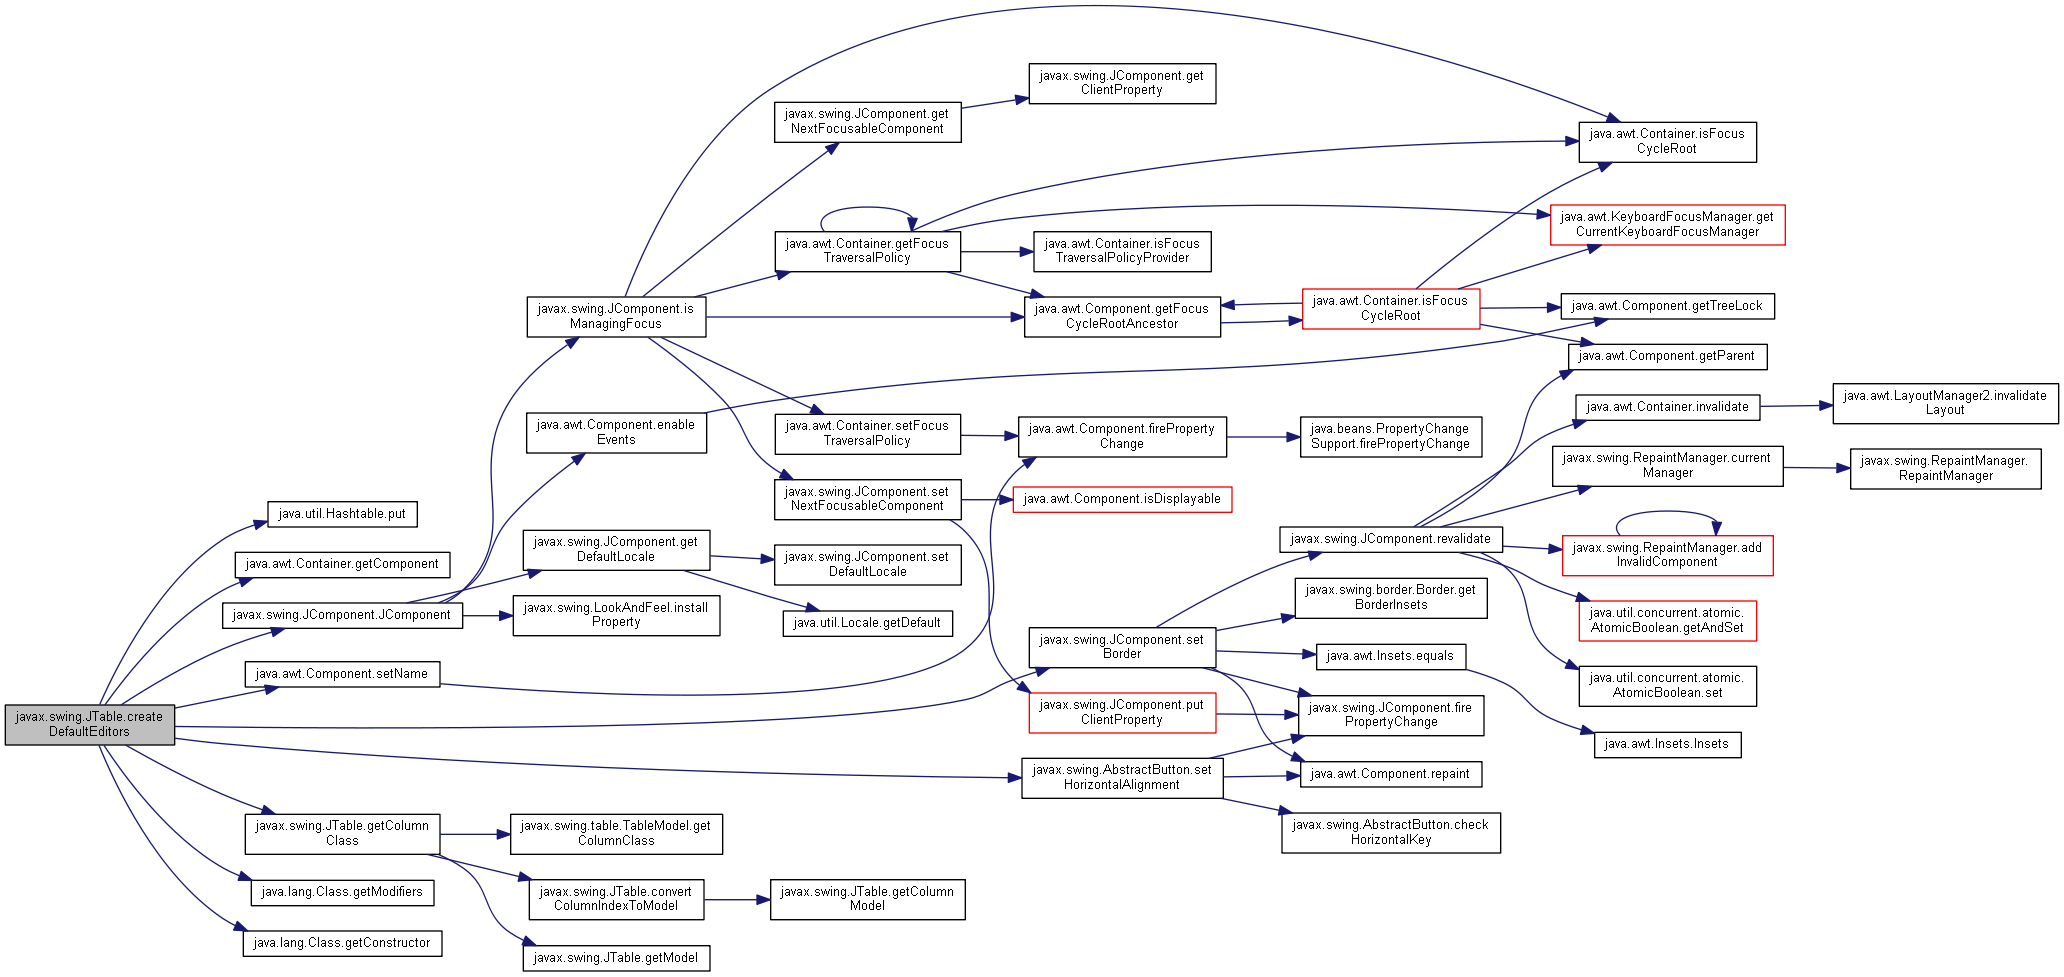 javax.swing.JTable.create
DefaultEditors
java.util.Hashtable.put
java.awt.Container.getComponent
javax.swing.JComponent.JComponent
java.awt.Component.setName
javax.swing.JTable.getColumn
Class
java.lang.Class.getModifiers
java.lang.Class.getConstructor
javax.swing.JComponent.is
ManagingFocus
java.awt.Component.enable
Events
javax.swing.JComponent.get
DefaultLocale
javax.swing.LookAndFeel.install
Property
javax.swing.table.TableModel.get
ColumnClass
javax.swing.JTable.convert
ColumnIndexToModel
javax.swing.JTable.getModel
javax.swing.JComponent.get
NextFocusableComponent
java.awt.Container.getFocus
TraversalPolicy
java.awt.Container.setFocus
TraversalPolicy
javax.swing.JComponent.set
NextFocusableComponent
javax.swing.JComponent.set
DefaultLocale
java.util.Locale.getDefault
javax.swing.JTable.getColumn
Model
javax.swing.JComponent.get
ClientProperty
java.awt.Container.isFocus
TraversalPolicyProvider
java.awt.Component.getFocus
CycleRootAncestor
java.awt.Component.fireProperty
Change
java.awt.Component.isDisplayable
javax.swing.JComponent.set
Border
javax.swing.JComponent.put
ClientProperty
javax.swing.AbstractButton.set
HorizontalAlignment
java.awt.Container.isFocus
CycleRoot
java.beans.PropertyChange
Support.firePropertyChange
javax.swing.JComponent.revalidate
javax.swing.border.Border.get
BorderInsets
java.awt.Insets.equals
javax.swing.JComponent.fire
PropertyChange
java.awt.Component.repaint
javax.swing.AbstractButton.check
HorizontalKey
java.awt.Container.isFocus
CycleRoot
java.awt.KeyboardFocusManager.get
CurrentKeyboardFocusManager
java.awt.Component.getTreeLock
java.awt.Component.getParent
java.awt.Container.invalidate
javax.swing.RepaintManager.current
Manager
javax.swing.RepaintManager.add
InvalidComponent
java.util.concurrent.atomic.
AtomicBoolean.getAndSet
java.util.concurrent.atomic.
AtomicBoolean.set
java.awt.Insets.Insets
java.awt.LayoutManager2.invalidate
Layout
javax.swing.RepaintManager.
RepaintManager